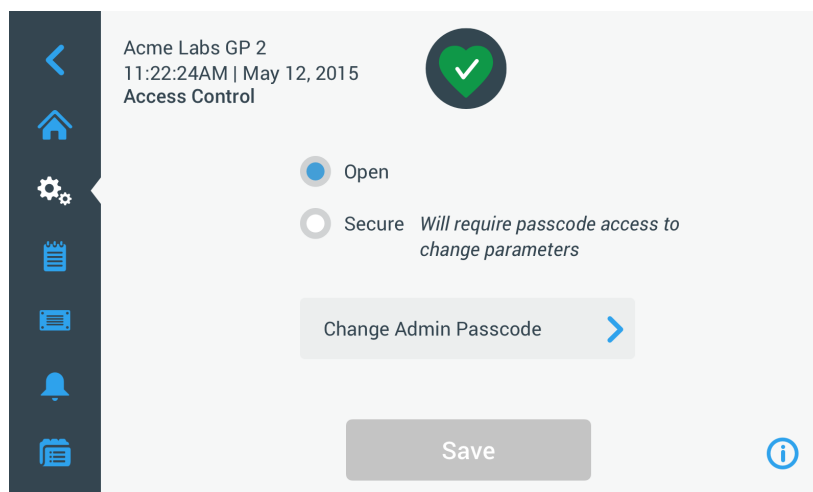 Acme Labs GP 2
11:22:24AM | May 12, 2015
Access Control
Open
Secure Will require passcode access to
change parameters
Change Admin Passcode
Save